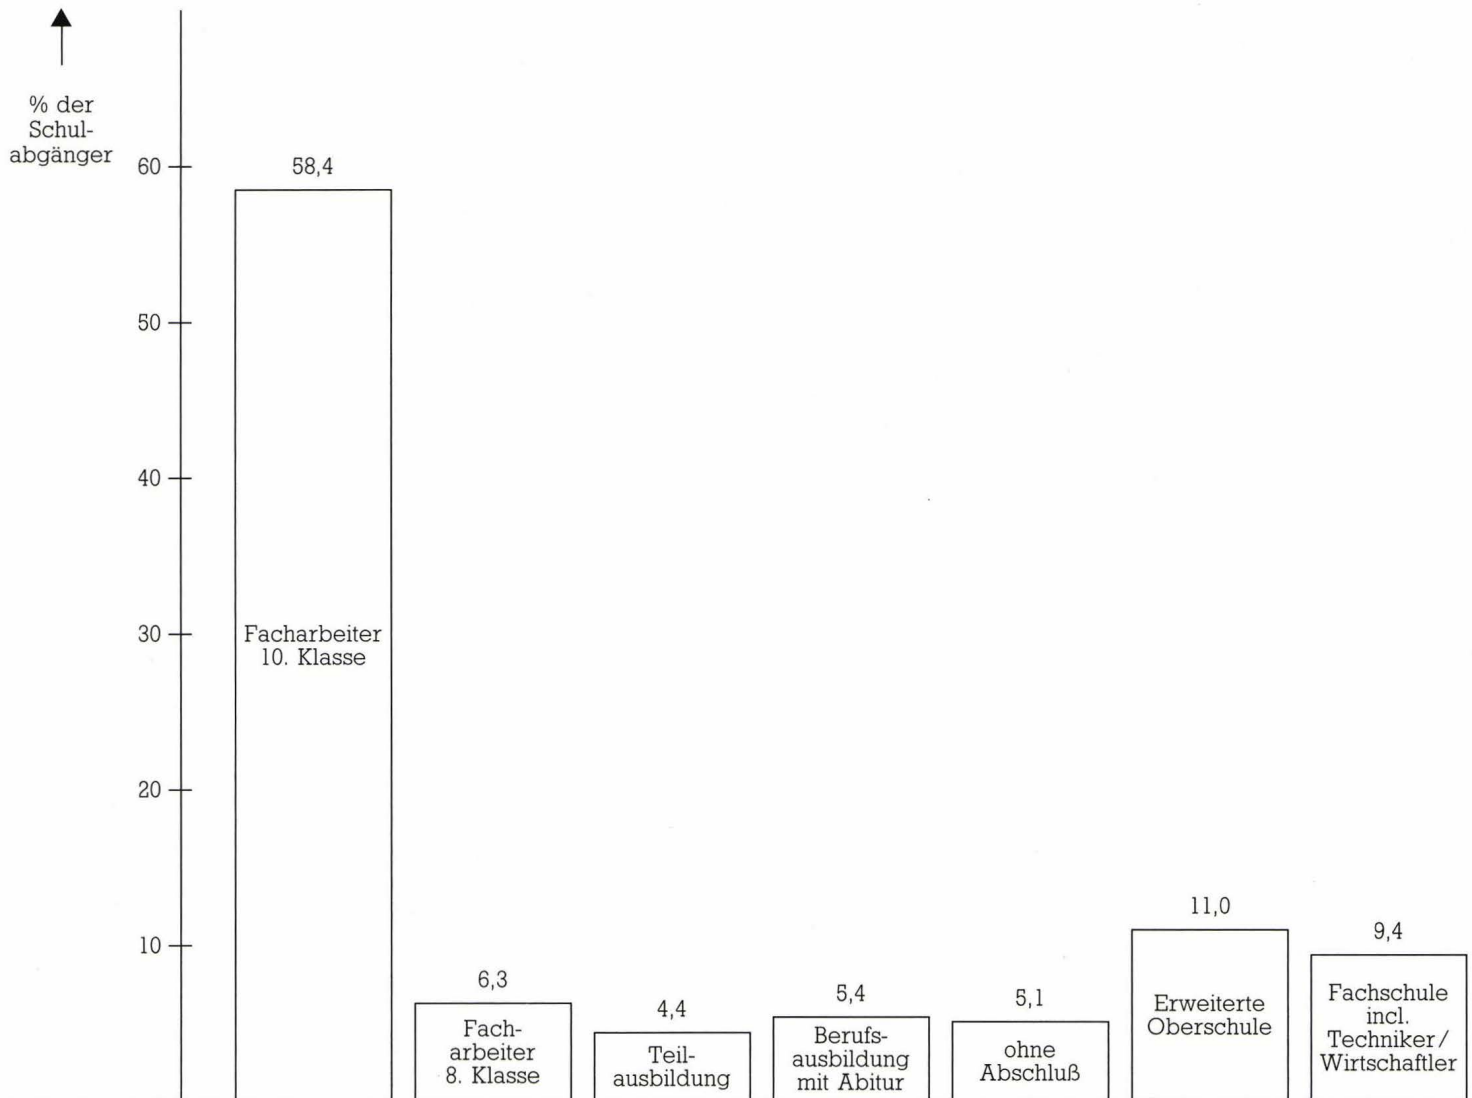 % der
Schul-
abgänger
60
50
40
30
20
10
58,4
Facharbeiter
10. Klasse
6,3
Fach-
arbeiter
8. Klasse
4,4
Teil-
ausbildung
5,4
Berufs-
ausbildung
mit Abitur
5,1
ohne
Abschluß
11,0
Erweiterte
Oberschule
9,4
Fachschule
incl.
Techniker/
Wirtschaftler